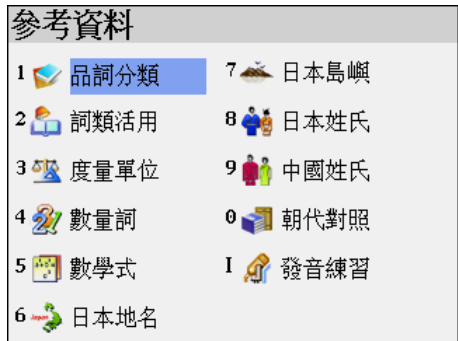 參考資料
1 品詞分類
2 詞類活用
3 度量單位
4 數量詞
5 數學式
6 日本地名
7 日本島嶼
8 日本姓氏
9 中國姓氏
0 朝代對照
I 發音練習